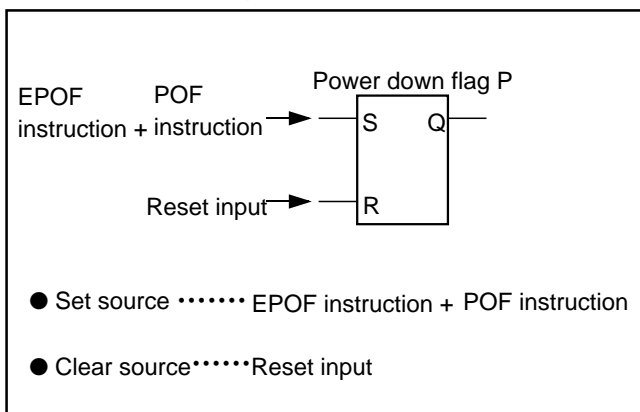 Power down flag P
EPOF instruction + POF instruction
S Q
Reset input
R
● Set source ••••••• EPOF instruction + POF instruction
● Clear source •••••• Reset input